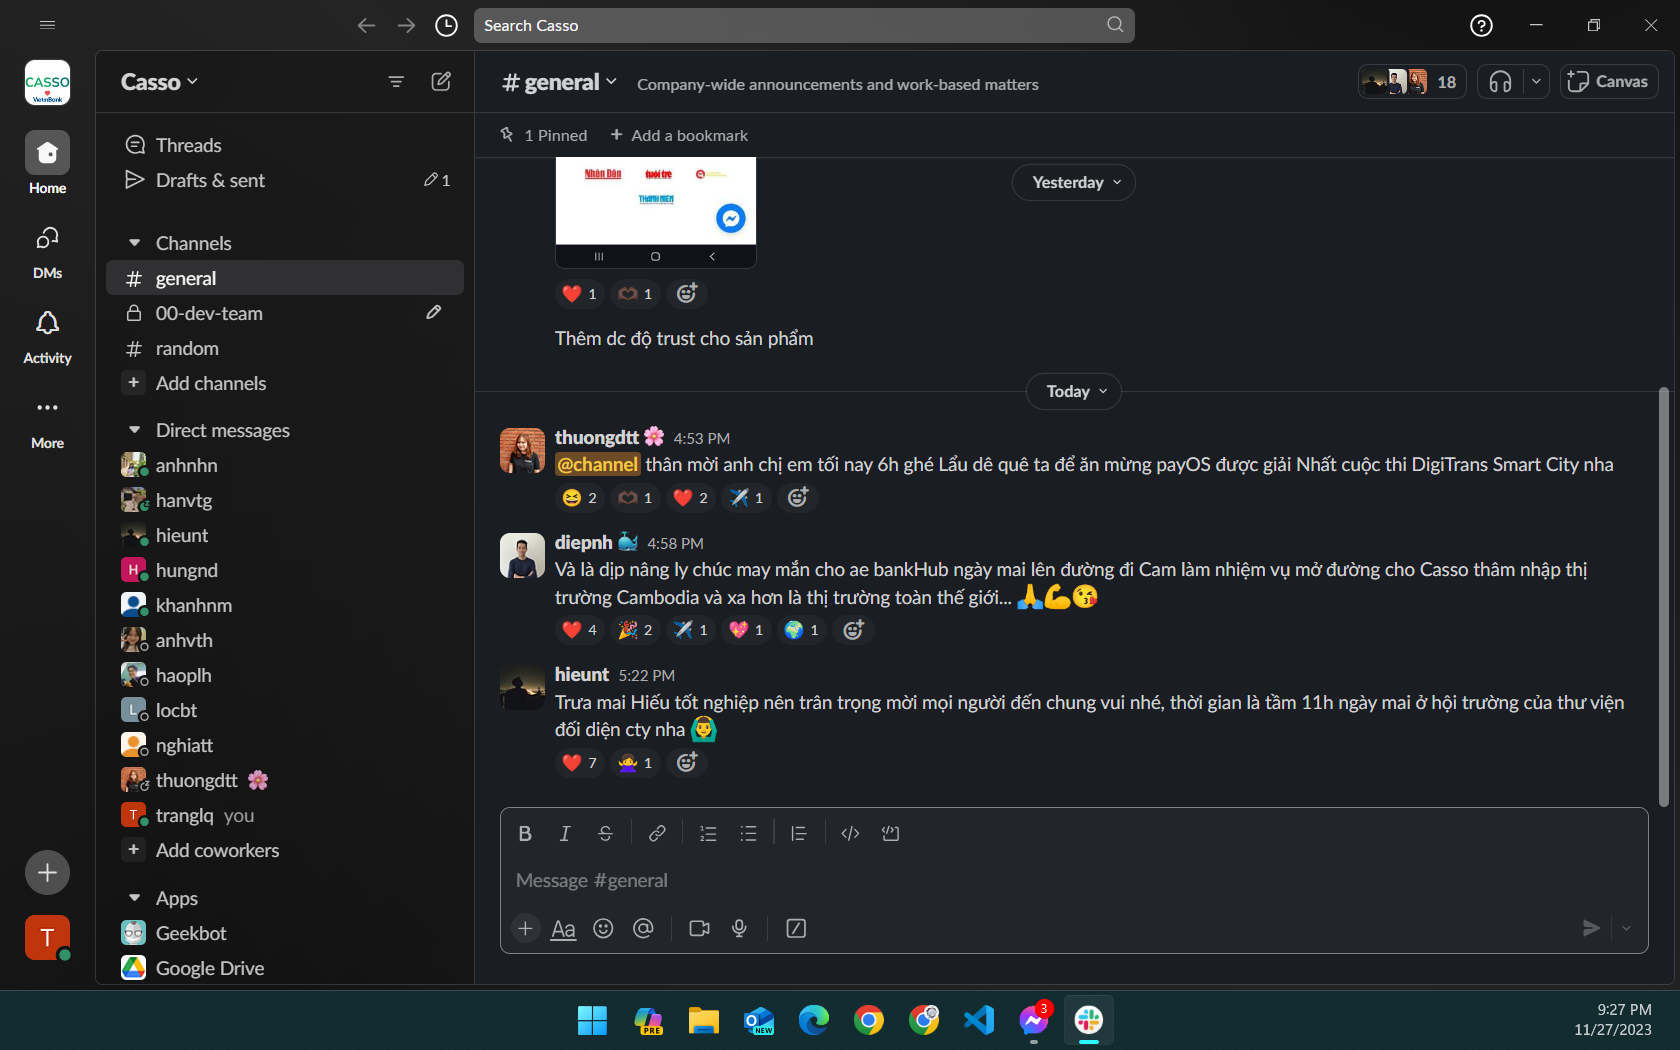 Search Casso
CASSO
VietinBank
Home
DMs
Activity
More
T
Casso
Threads
Drafts & sent
1
Channels
# general
00-dev-team
# random
+ Add channels
Direct messages
anhnhn
hanvtg
hieunt
H hungnd
khanhnm
anhvth
haoplh
L locbt
nghiatt
thuongdtt
T tranglq you
+ Add coworkers
Apps
Geekbot
Google Drive
# general
Company-wide announcements and work-based matters
18
Canvas
1 Pinned
+ Add a bookmark
Yesterday
Nhân Dân
tuổi trẻ
THANH NIÊN
1
1
Thêm dc độ trust cho sản phẩm
Today
thuongdtt 4:53 PM
@channel thân mời anh chị em tối nay 6h ghé Lẩu dê quê ta để ăn mừng payOS được giải Nhất cuộc thi DigiTrans Smart City nha
2 1 2 1
diepnh 4:58 PM
Và là dịp nâng ly chúc may mắn cho ae bankHub ngày mai lên đường đi Cam làm nhiệm vụ mở đường cho Casso thâm nhập thị
trường Cambodia và xa hơn là thị trường toàn thế giới...
4 2 1 1 1
hieunt 5:22 PM
Trưa mai Hiếu tốt nghiệp nên trân trọng mời mọi người đến chung vui nhé, thời gian là tầm 11h ngày mai ở hội trường của thư viện
đối diện cty nha
7 1
B I S
Message #general
+ Aa @
PRE
NEW
3
9:27 PM
11/27/2023